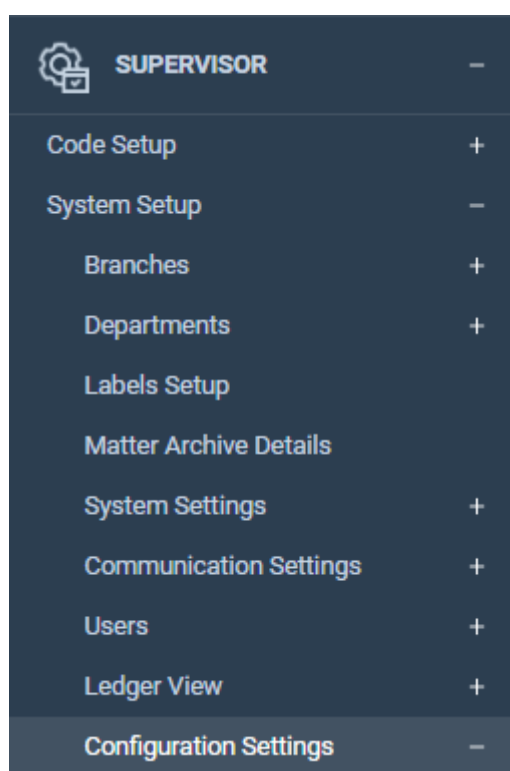 SUPERVISOR −
Code Setup +
System Setup −
Branches +
Departments +
Labels Setup
Matter Archive Details
System Settings +
Communication Settings +
Users +
Ledger View +
Configuration Settings −